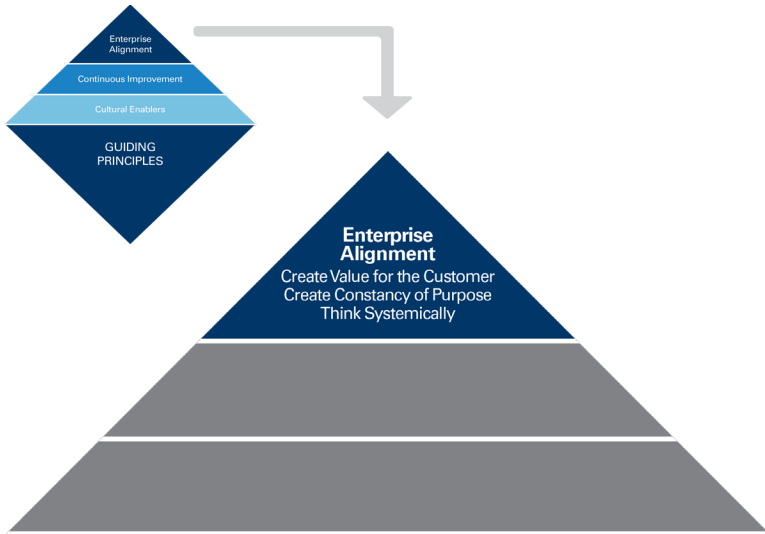 Enterprise
Alignment
Continuous Improvement
Cultural Enablers
GUIDING
PRINCIPLES
Enterprise
Alignment
Create Value for the Customer
Create Constancy of Purpose
Think Systemically